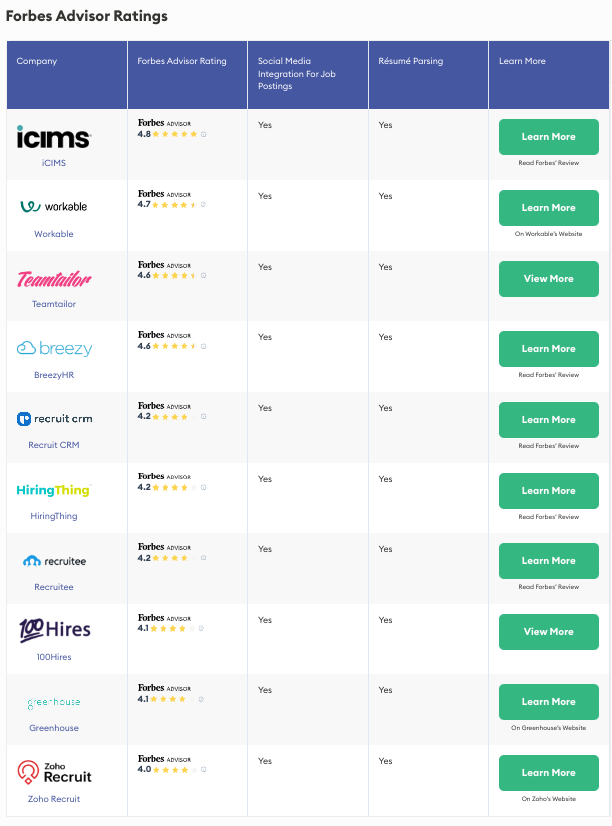 Forbes Advisor Ratings
Company
Forbes Advisor Rating
Social Media
Integration For Job
Postings
Résumé Parsing
Learn More
iCIMS
iCIMS
Forbes ADVISOR
4.8
Yes
Yes
Learn More
Read Forbes' Review
workable
Workable
Forbes ADVISOR
4.7
Yes
Yes
Learn More
On Workable's Website
Teamtailor
Teamtailor
Forbes ADVISOR
4.6
Yes
Yes
View More
breezy
BreezyHR
Forbes ADVISOR
4.6
Yes
Yes
Learn More
Read Forbes' Review
recruit crm
Recruit CRM
Forbes ADVISOR
4.2
Yes
Yes
Learn More
Read Forbes' Review
HiringThing
HiringThing
Forbes ADVISOR
4.2
Yes
Yes
Learn More
Read Forbes' Review
recruitee
Recruitee
Forbes ADVISOR
4.2
Yes
Yes
Learn More
Read Forbes' Review
100Hires
100Hires
Forbes ADVISOR
4.1
Yes
Yes
View More
greenhouse
Greenhouse
Forbes ADVISOR
4.1
Yes
Yes
Learn More
On Greenhouse's Website
Zoho
Recruit
Zoho Recruit
Forbes ADVISOR
4.0
Yes
Yes
Learn More
On Zoho's Website